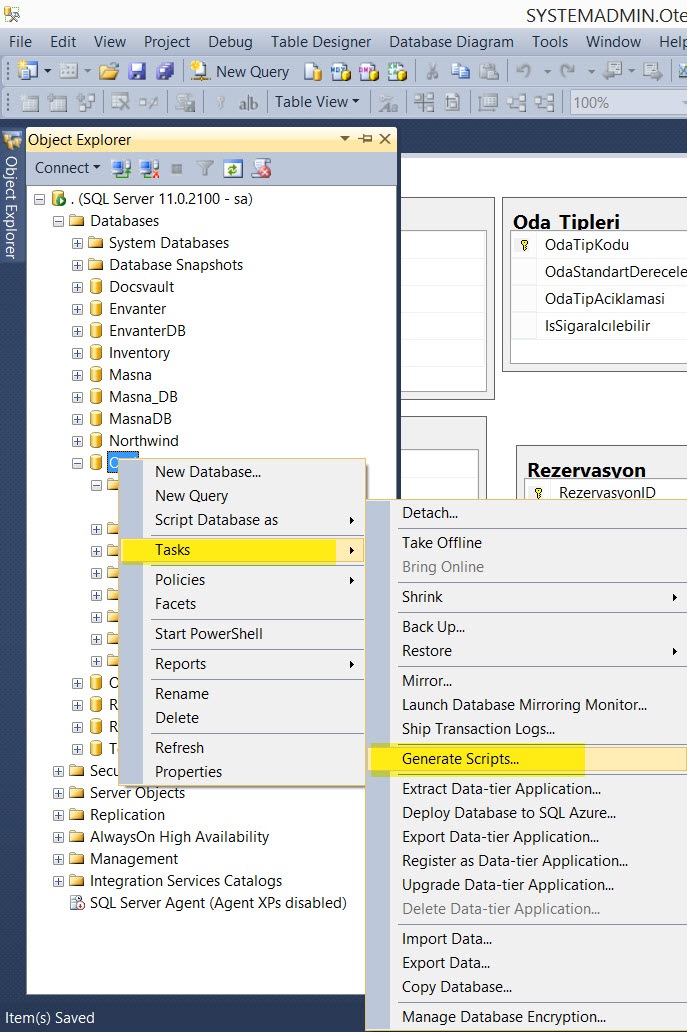 SYSTEMADMIN.Ote
File Edit View Project Debug Table Designer Database Diagram Tools Window Help
New Query
Table View
100%
Object Explorer
Object Explorer
Connect
. (SQL Server 11.0.2100 - sa)
Databases
System Databases
Database Snapshots
Docsvault
Envanter
EnvanterDB
Inventory
Masna
Masna_DB
MasnaDB
Northwind
O
O
R
R
T
Secu
Server Objects
Replication
AlwaysOn High Availability
Management
Integration Services Catalogs
SQL Server Agent (Agent XPs disabled)
New Database...
New Query
Script Database as
Tasks
Policies
Facets
Start PowerShell
Reports
Rename
Delete
Refresh
Properties
Detach...
Take Offline
Bring Online
Shrink
Back Up...
Restore
Mirror...
Launch Database Mirroring Monitor...
Ship Transaction Logs...
Generate Scripts...
Extract Data-tier Application...
Deploy Database to SQL Azure...
Export Data-tier Application...
Register as Data-tier Application...
Upgrade Data-tier Application...
Delete Data-tier Application...
Import Data...
Export Data...
Copy Database...
Manage Database Encryption...
Oda_Tipleri
OdaTipKodu
OdaStandartDerecele
OdaTipAciklamasi
IsSigaraIcılebilir
Rezervasyon
RezervasyonID
Item(s) Saved